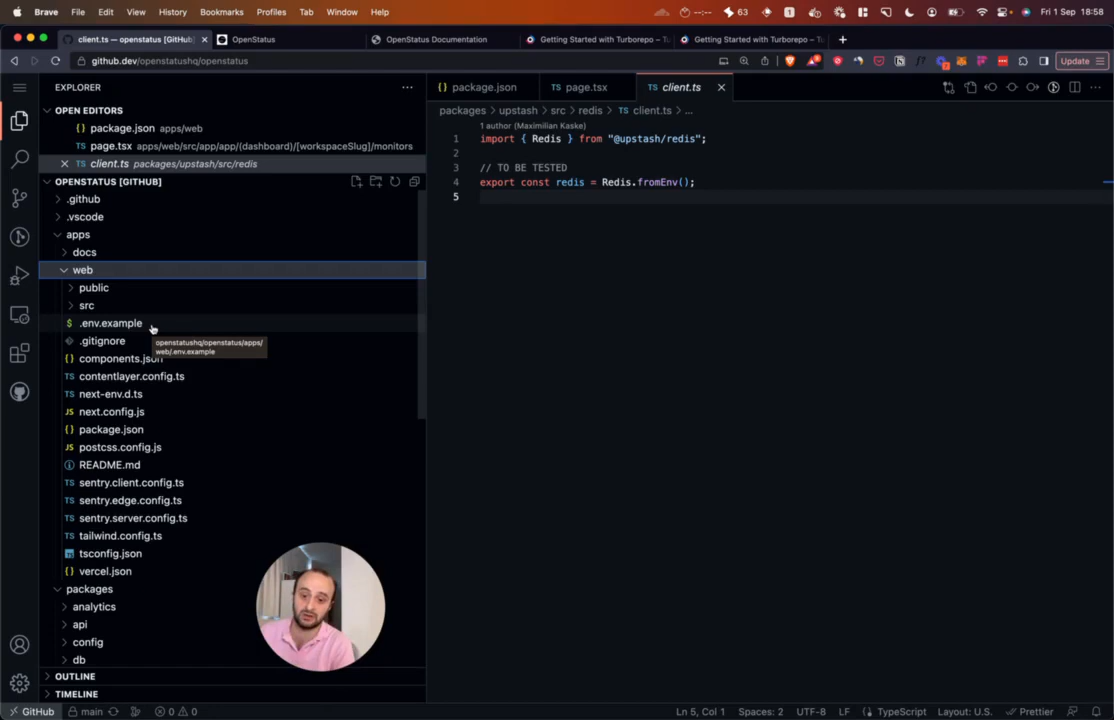 Brave File Edit View History Bookmarks Profiles Tab Window Help 63 Fri 1 Sep 18:58
client.ts — openstatus [GitHub] OpenStatus OpenStatus Documentation Getting Started with Turborepo – Tu Getting Started with Turborepo – Tu
github.dev/openstatushq/openstatus Update
EXPLORER
package.json page.tsx client.ts
OPEN EDITORS
package.json apps/web
page.tsx apps/web/src/app/app/(dashboard)/[workspaceSlug]/monitors
client.ts packages/upstash/src/redis
OPENSTATUS [GITHUB]
.github
.vscode
apps
docs
web
public
src
.env.example
.gitignore
openstatushq/openstatus/apps/
web/.env.example
components.json
contentlayer.config.ts
next-env.d.ts
next.config.js
package.json
postcss.config.js
README.md
sentry.client.config.ts
sentry.edge.config.ts
sentry.server.config.ts
tailwind.config.ts
tsconfig.json
vercel.json
packages
analytics
api
config
db
OUTLINE
TIMELINE
packages > upstash > src > redis > TS client.ts > ...
1 author (Maximilian Kaske)
1 import { Redis } from "@upstash/redis";
2
3 // TO BE TESTED
4 export const redis = Redis.fromEnv();
5
GitHub main 0 0 Ln 5, Col 1 Spaces: 2 UTF-8 LF TypeScript Layout: U.S. Prettier